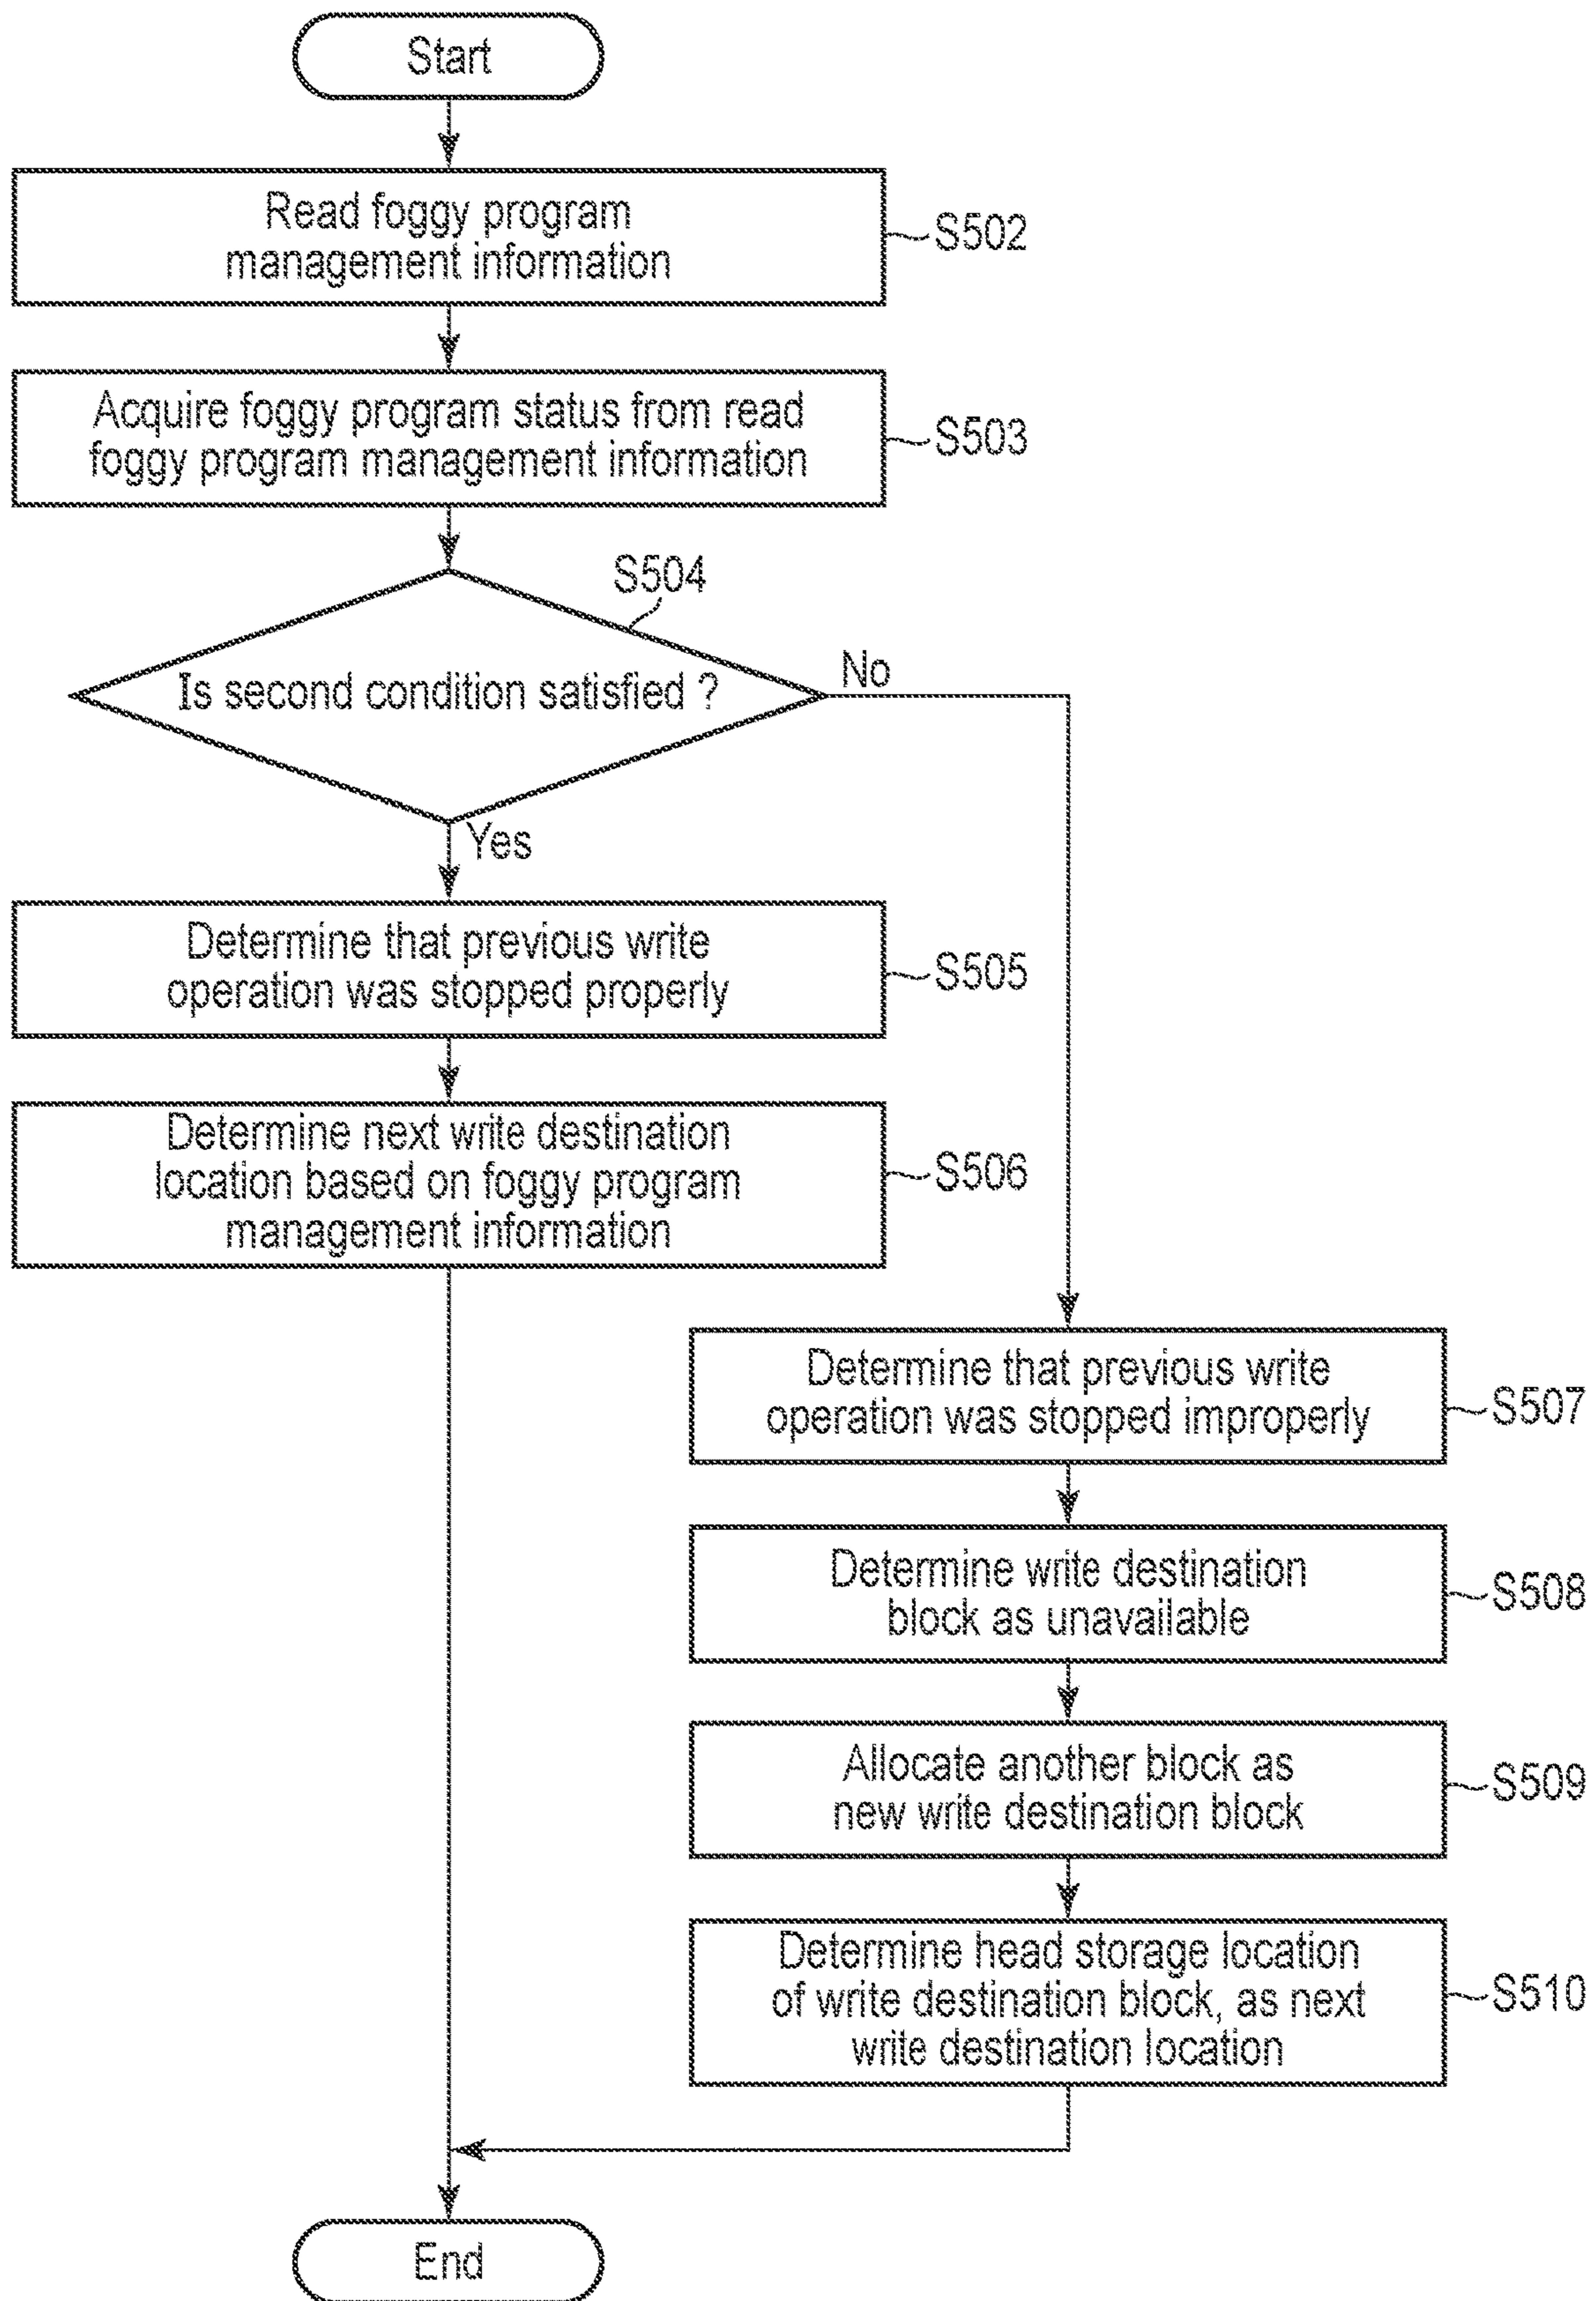 Start
Read foggy program
management information
S502
Acquire foggy program status from read
foggy program management information
S503
S504
Is second condition satisfied ?
No
Yes
Determine that previous write
operation was stopped properly
S505
Determine next write destination
location based on foggy program
management information
S506
Determine that previous write
operation was stopped improperly
S507
Determine write destination
block as unavailable
S508
Allocate another block as
new write destination block
S509
Determine head storage location
of write destination block, as next
write destination location
S510
End